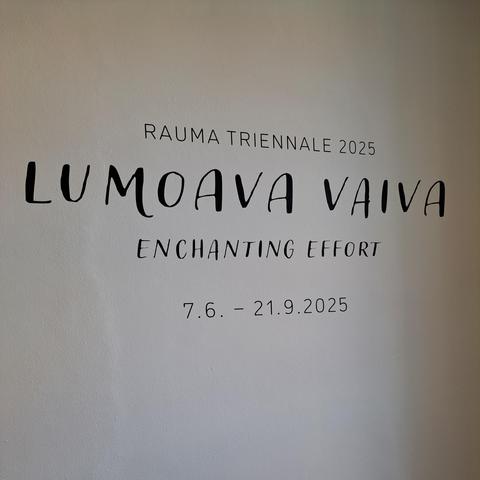 RAUMA TRIENNALE 2025
LUMOAVA VAIVA
ENCHANTING EFFORT
7.6. – 21.9.2025